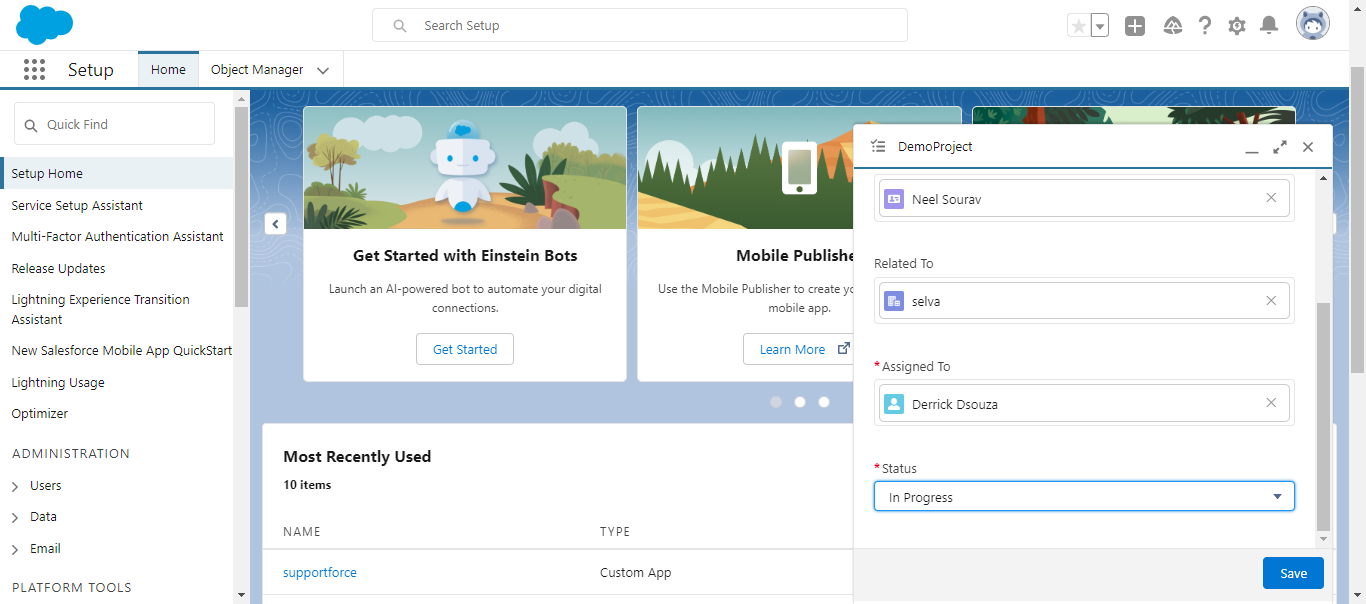 Search Setup
Setup
Home
Object Manager
Quick Find
Setup Home
Service Setup Assistant
Multi-Factor Authentication Assistant
Release Updates
Lightning Experience Transition
Assistant
New Salesforce Mobile App QuickStart
Lightning Usage
Optimizer
ADMINISTRATION
Users
Data
Email
PLATFORM TOOLS
Get Started with Einstein Bots
Launch an AI-powered bot to automate your digital
connections.
Get Started
Mobile Publishe
Use the Mobile Publisher to create yo
mobile app.
Learn More
Most Recently Used
10 items
NAME TYPE
supportforce Custom App
DemoProject
Neel Sourav
Related To
selva
*Assigned To
Derrick Dsouza
*Status
In Progress
Save